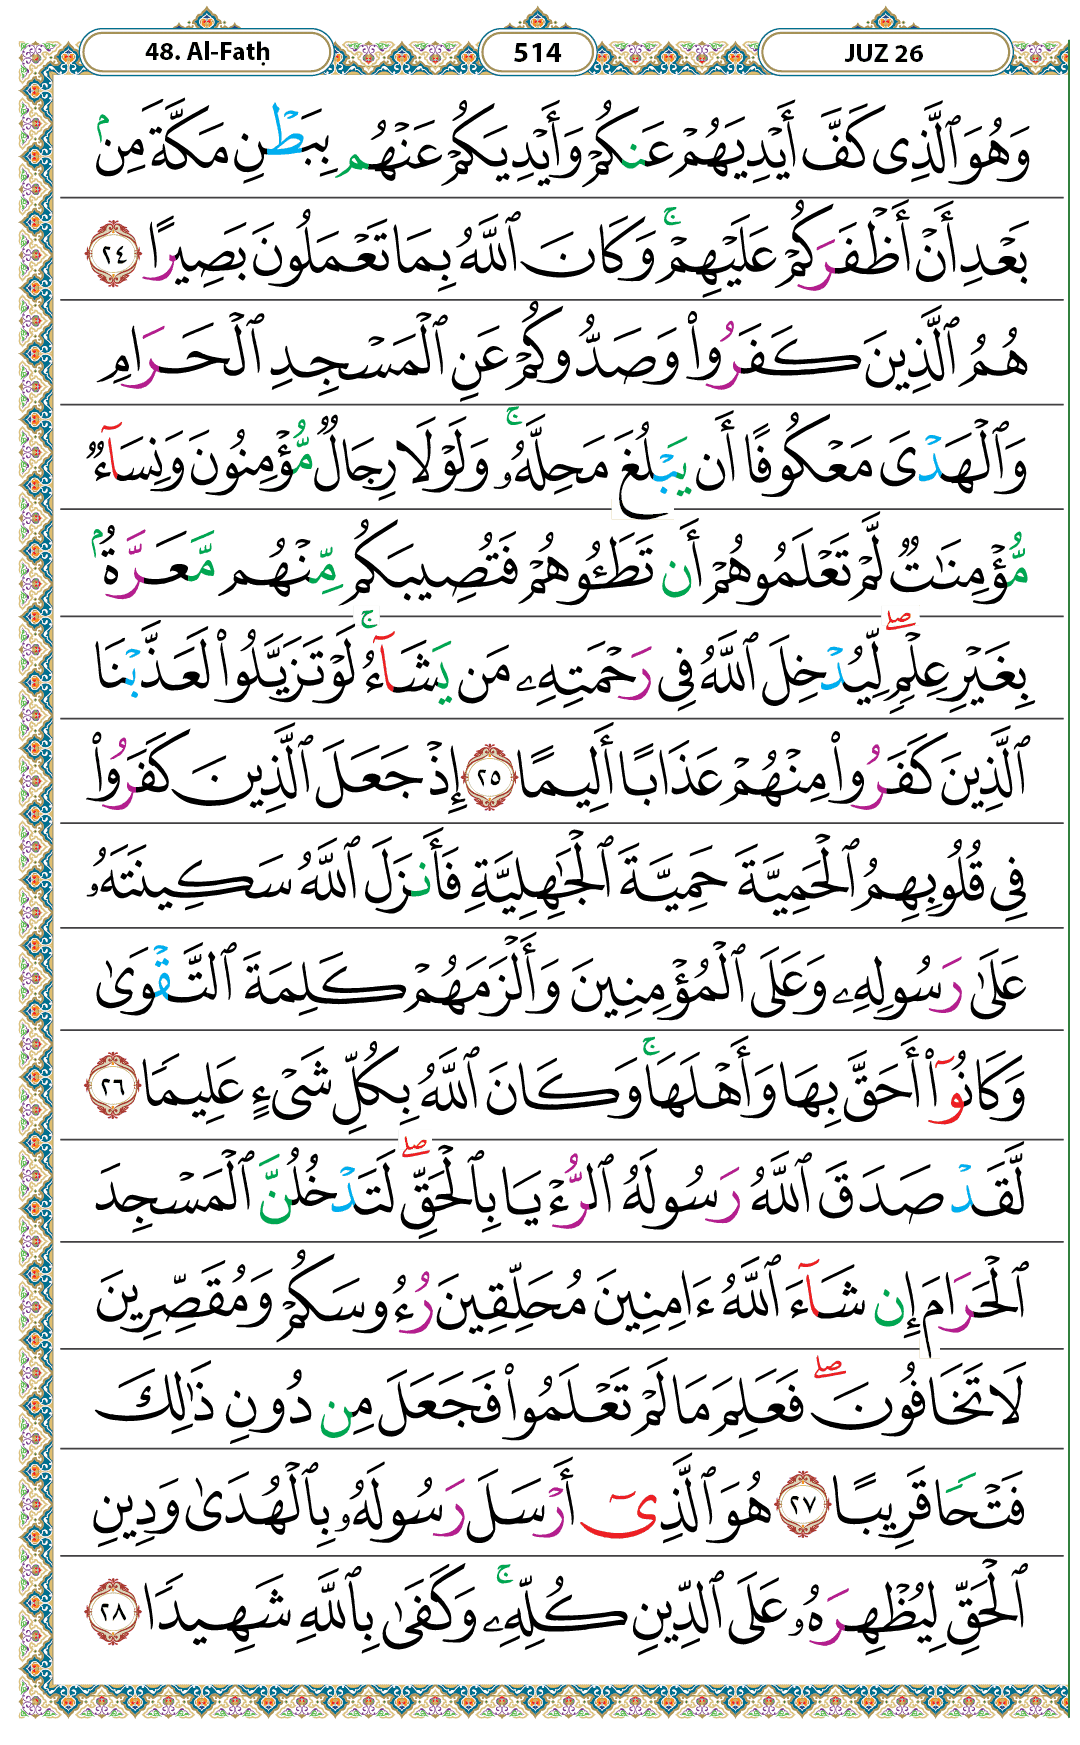 48. Al-Fatḥ 514 JUZ 26
وَهُوَ ٱلَّذِى كَفَّ أَيْدِيَهُمْ عَنكُمْ وَأَيْدِيَكُمْ عَنْهُم بِبَطْنِ مَكَّةَ مِنۢ
بَعْدِ أَنْ أَظْفَرَكُمْ عَلَيْهِمْ ۚ وَكَانَ ٱللَّهُ بِمَا تَعْمَلُونَ بَصِيرًا ٢٤
هُمُ ٱلَّذِينَ كَفَرُوا۟ وَصَدُّوكُمْ عَنِ ٱلْمَسْجِدِ ٱلْحَرَامِ
وَٱلْهَدْىَ مَعْكُوفًا أَن يَبْلُغَ مَحِلَّهُۥ ۚ وَلَوْلَا رِجَالٌ مُّؤْمِنُونَ وَنِسَآءٌ
مُّؤْمِنَـٰتٌ لَّمْ تَعْلَمُوهُمْ أَن تَطَـُٔوهُمْ فَتُصِيبَكُم مِّنْهُم مَّعَرَّةٌۢ
بِغَيْرِ عِلْمٍ ۖ لِّيُدْخِلَ ٱللَّهُ فِى رَحْمَتِهِۦ مَن يَشَآءُ ۚ لَوْ تَزَيَّلُوا۟ لَعَذَّبْنَا
ٱلَّذِينَ كَفَرُوا۟ مِنْهُمْ عَذَابًا أَلِيمًا ٢٥ إِذْ جَعَلَ ٱلَّذِينَ كَفَرُوا۟
فِى قُلُوبِهِمُ ٱلْحَمِيَّةَ حَمِيَّةَ ٱلْجَـٰهِلِيَّةِ فَأَنزَلَ ٱللَّهُ سَكِينَتَهُۥ
عَلَىٰ رَسُولِهِۦ وَعَلَى ٱلْمُؤْمِنِينَ وَأَلْزَمَهُمْ كَلِمَةَ ٱلتَّقْوَىٰ
وَكَانُوٓا۟ أَحَقَّ بِهَا وَأَهْلَهَا ۚ وَكَانَ ٱللَّهُ بِكُلِّ شَىْءٍ عَلِيمًا ٢٦
لَّقَدْ صَدَقَ ٱللَّهُ رَسُولَهُ ٱلرُّءْيَا بِٱلْحَقِّ ۖ لَتَدْخُلُنَّ ٱلْمَسْجِدَ
ٱلْحَرَامَ إِن شَآءَ ٱللَّهُ ءَامِنِينَ مُحَلِّقِينَ رُءُوسَكُمْ وَمُقَصِّرِينَ
لَا تَخَافُونَ ۖ فَعَلِمَ مَا لَمْ تَعْلَمُوا۟ فَجَعَلَ مِن دُونِ ذَٰلِكَ
فَتْحًا قَرِيبًا ٢٧ هُوَ ٱلَّذِىٓ أَرْسَلَ رَسُولَهُۥ بِٱلْهُدَىٰ وَدِينِ
ٱلْحَقِّ لِيُظْهِرَهُۥ عَلَى ٱلدِّينِ كُلِّهِۦ ۚ وَكَفَىٰ بِٱللَّهِ شَهِيدًا ٢٨